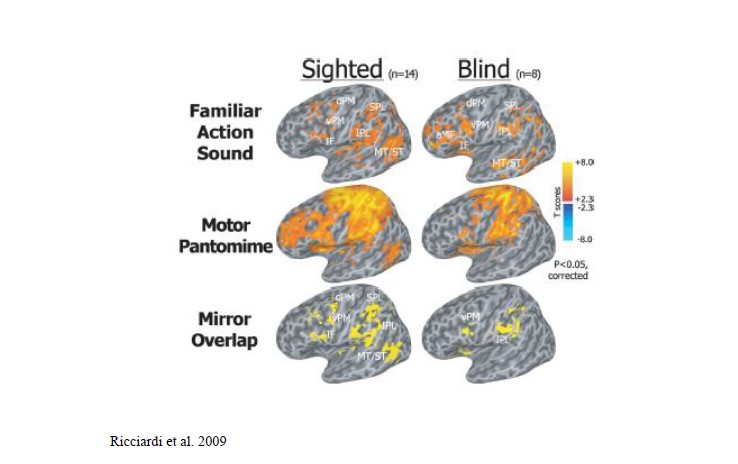 Sighted (n=14) Blind (n=8)
Familiar
Action
Sound
dPM
SPL
vPM
IPL
IF
MT/ST
dPM
SPL
aMF
vPM
IPL
IF
MT/ST
Motor
Pantomime
T scores
+8.0
+2.3
-2.3
-8.0
P<0.05,
corrected
Mirror
Overlap
dPM
SPL
vPM
IPL
IF
MT/ST
vPM
IPL
Ricciardi et al. 2009